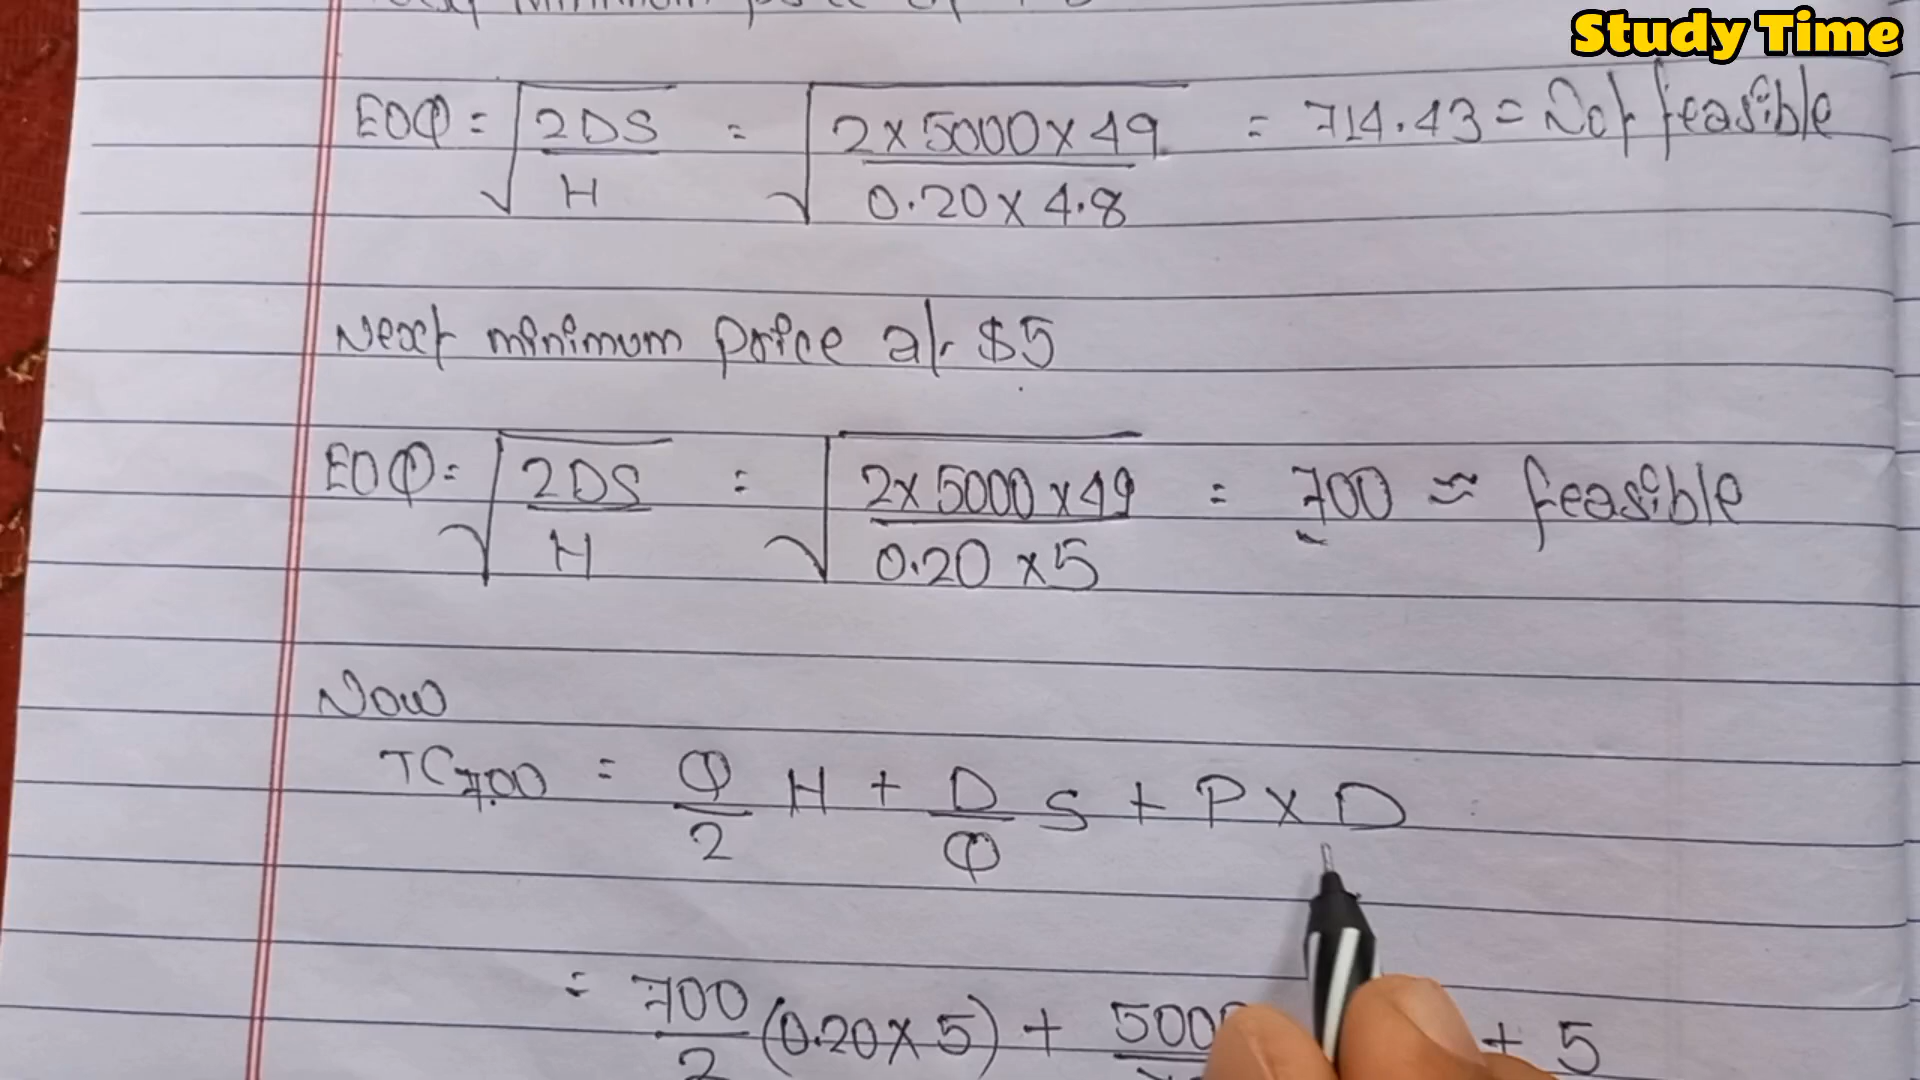 Study Time
EOQ = √2DS/H = √2 x 5000 x 49/0.20 x 4.8 = 714.43 = Not feasible
Next minimum price at $5
EOQ = √2DS/H = √2 x 5000 x 49/0.20 x 5 = 700 ≈ feasible
Now
TC700 = Q/2 H + D/Q S + P x D
= 700/2 (0.20 x 5) + 500 + 5